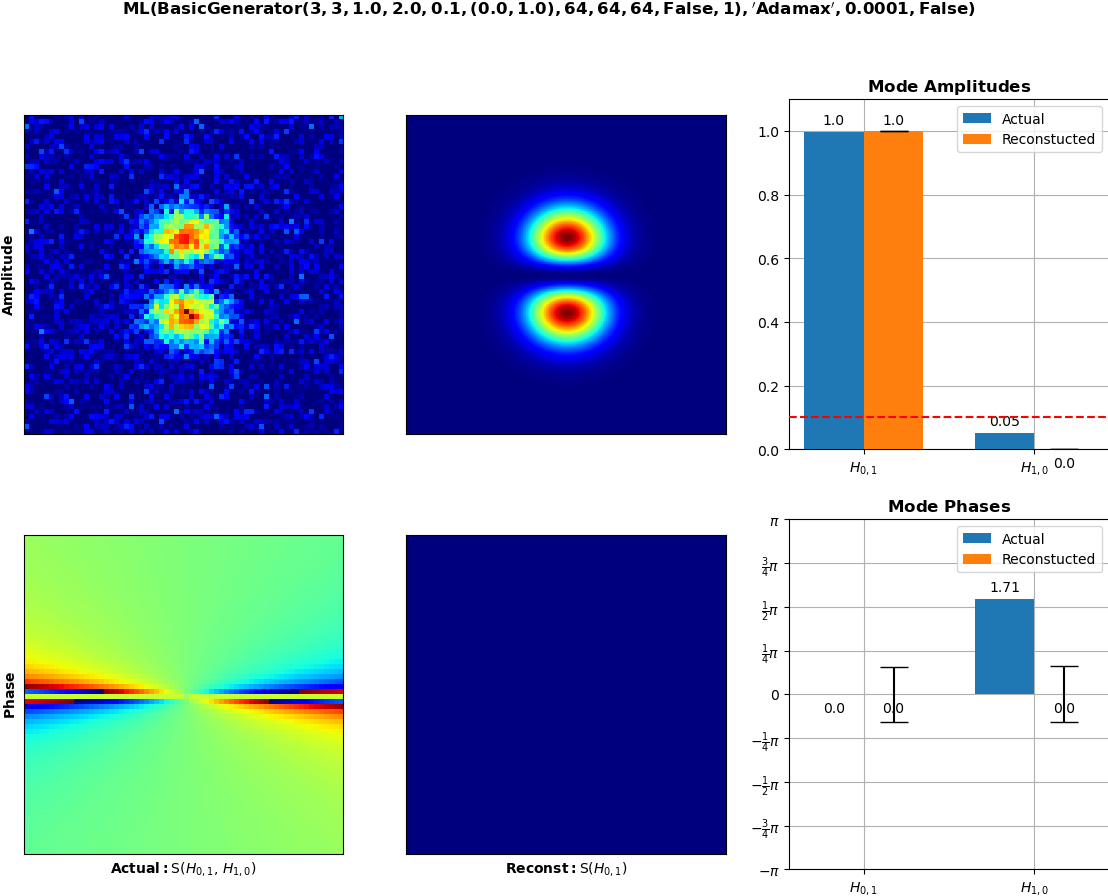 ML(BasicGenerator(3, 3, 1.0, 2.0, 0.1, (0.0, 1.0), 64, 64, 64, False, 1), ′Adamax′, 0.0001, False)
Amplitude
Mode Amplitudes
Actual
Reconstucted
1.0
1.0
0.05
0.0
1.0
0.8
0.6
0.4
0.2
0.0
H0,1
H1,0
Phase
Actual: S(H0,1, H1,0)
Reconst: S(H0,1)
Mode Phases
Actual
Reconstucted
0.0
0.0
1.71
0.0
π
3/4π
1/2π
1/4π
0
−1/4π
−1/2π
−3/4π
−π
H0,1
H1,0